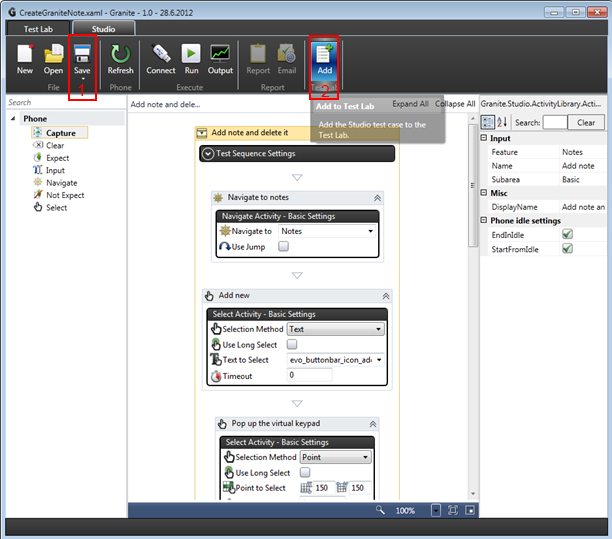 CreateGraniteNote.xaml - Granite - 1.0 - 28.6.2012
Test Lab
Studio
New
Open
Save
Refresh
Connect
Run
Output
Report
Email
Add
1
2
File
Phone
Execute
Report
Search
Add note and dele...
Expand All
Collapse All
Add to Test Lab
Add the Studio test case to the
Test Lab.
Phone
Capture
Clear
Expect
Input
Navigate
Not Expect
Select
Add note and delete it
Test Sequence Settings
Navigate to notes
Navigate Activity - Basic Settings
Navigate to
Notes
Use Jump
Add new
Select Activity - Basic Settings
Selection Method
Text
Use Long Select
Text to Select
evo_buttonbar_icon_add
Timeout
0
Pop up the virtual keypad
Select Activity - Basic Settings
Selection Method
Point
Use Long Select
Point to Select
150
150
100%
Granite.Studio.ActivityLibrary.Acti...
Search:
Clear
Input
Feature
Notes
Name
Add note
Subarea
Basic
Misc
DisplayName
Add note an
Phone idle settings
EndInIdle
StartFromIdle